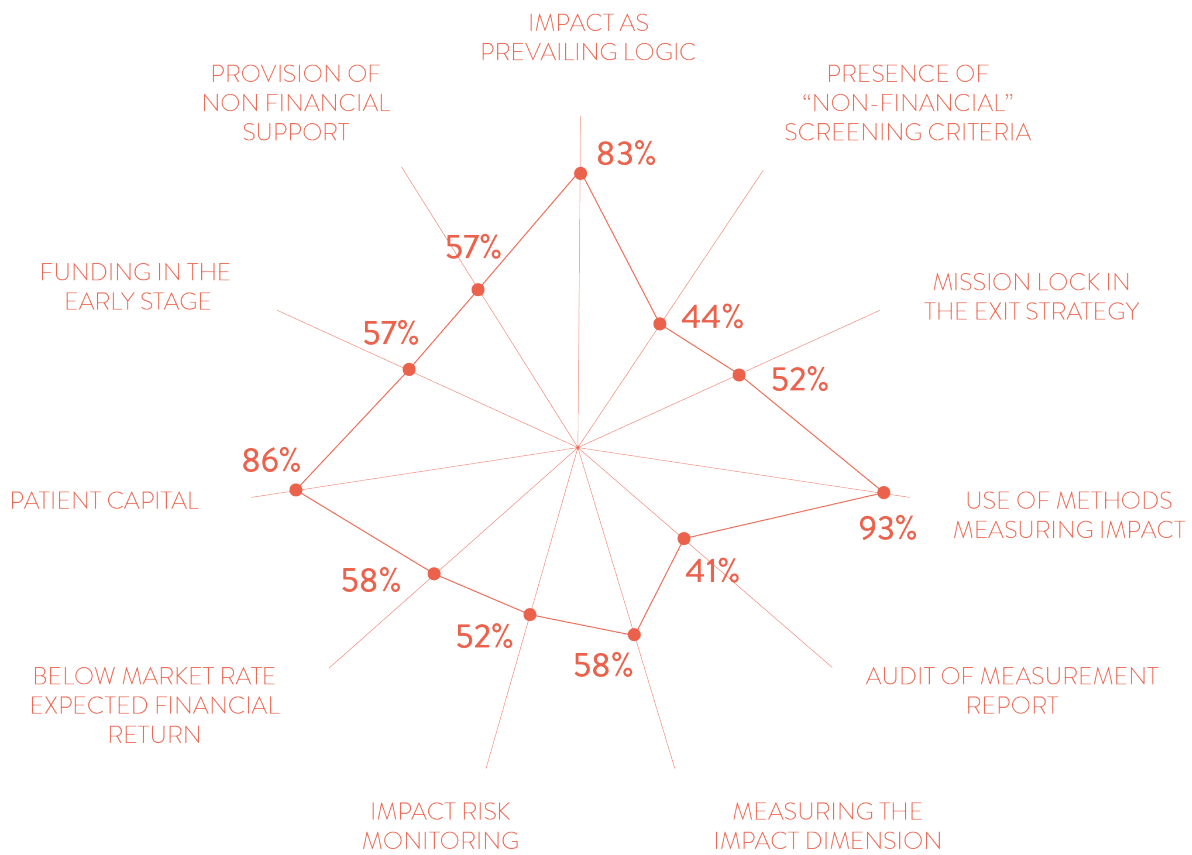 IMPACT AS
PREVAILING LOGIC
83%
PRESENCE OF
“NON-FINANCIAL”
SCREENING CRITERIA
44%
MISSION LOCK IN
THE EXIT STRATEGY
52%
USE OF METHODS
MEASURING IMPACT
93%
AUDIT OF MEASUREMENT
REPORT
41%
MEASURING THE
IMPACT DIMENSION
58%
IMPACT RISK
MONITORING
52%
BELOW MARKET RATE
EXPECTED FINANCIAL
RETURN
58%
PATIENT CAPITAL
86%
FUNDING IN THE
EARLY STAGE
57%
PROVISION OF
NON FINANCIAL
SUPPORT
57%